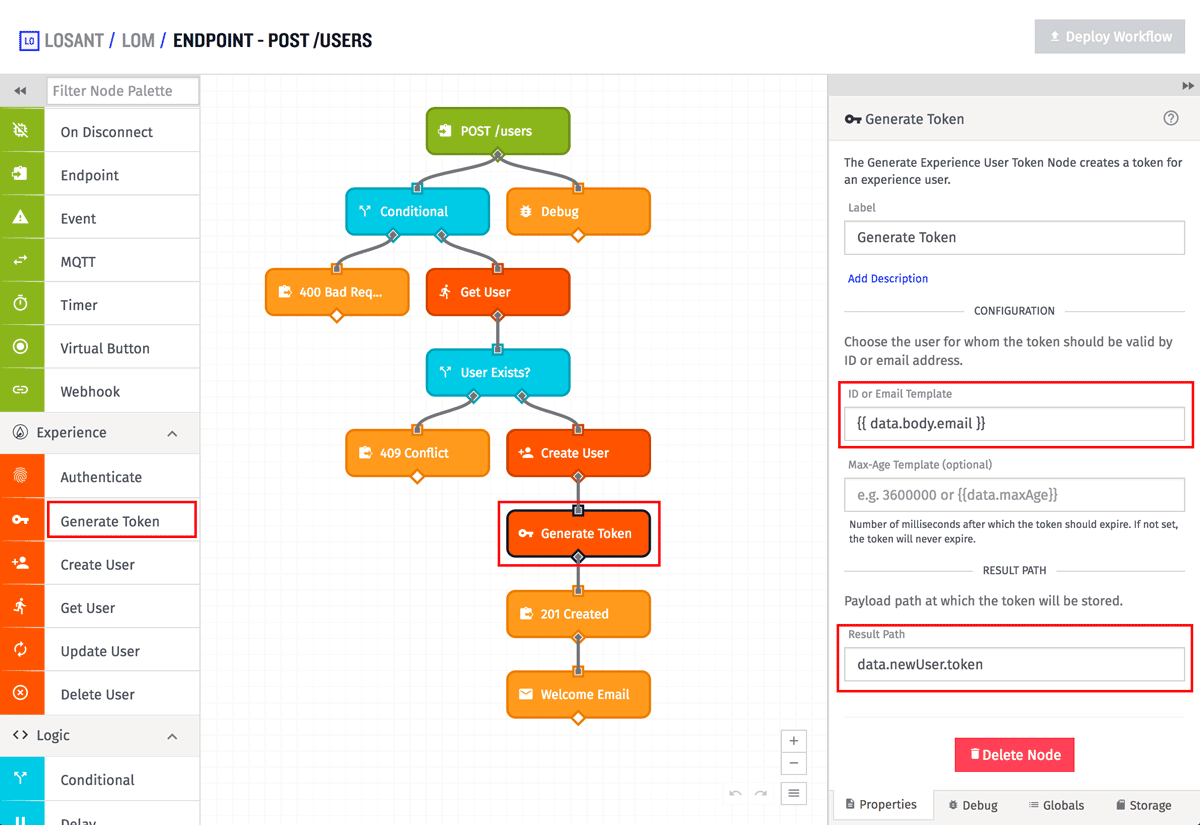 LO LOSANT / LOM / ENDPOINT - POST /USERS
Deploy Workflow
Filter Node Palette
On Disconnect
Endpoint
Event
MQTT
Timer
Virtual Button
Webhook
Experience
Authenticate
Generate Token
Create User
Get User
Update User
Delete User
Logic
Conditional
Delay
POST /users
Conditional
Debug
400 Bad Req...
Get User
User Exists?
409 Conflict
Create User
Generate Token
201 Created
Welcome Email
Generate Token
The Generate Experience User Token Node creates a token for
an experience user.
Label
Generate Token
Add Description
CONFIGURATION
Choose the user for whom the token should be valid by
ID or email address.
ID or Email Template
{{ data.body.email }}
Max-Age Template (optional)
e.g. 3600000 or {{data.maxAge}}
Number of milliseconds after which the token should expire. If not set,
the token will never expire.
RESULT PATH
Payload path at which the token will be stored.
Result Path
data.newUser.token
Delete Node
Properties
Debug
Globals
Storage